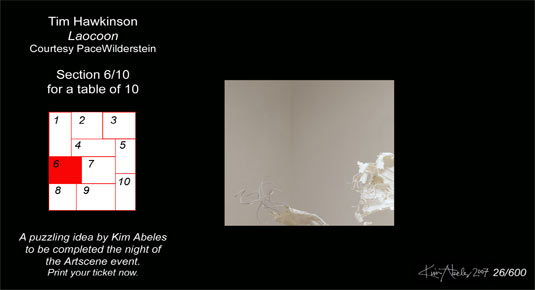 Tim Hawkinson
Laocoon
Courtesy PaceWilderstein
Section 6/10
for a table of 10
1 2 3
4 5
6 7
8 9 10
A puzzling idea by Kim Abeles
to be completed the night of
the Artscene event.
Print your ticket now.
Kim Abeles 2007 26/600